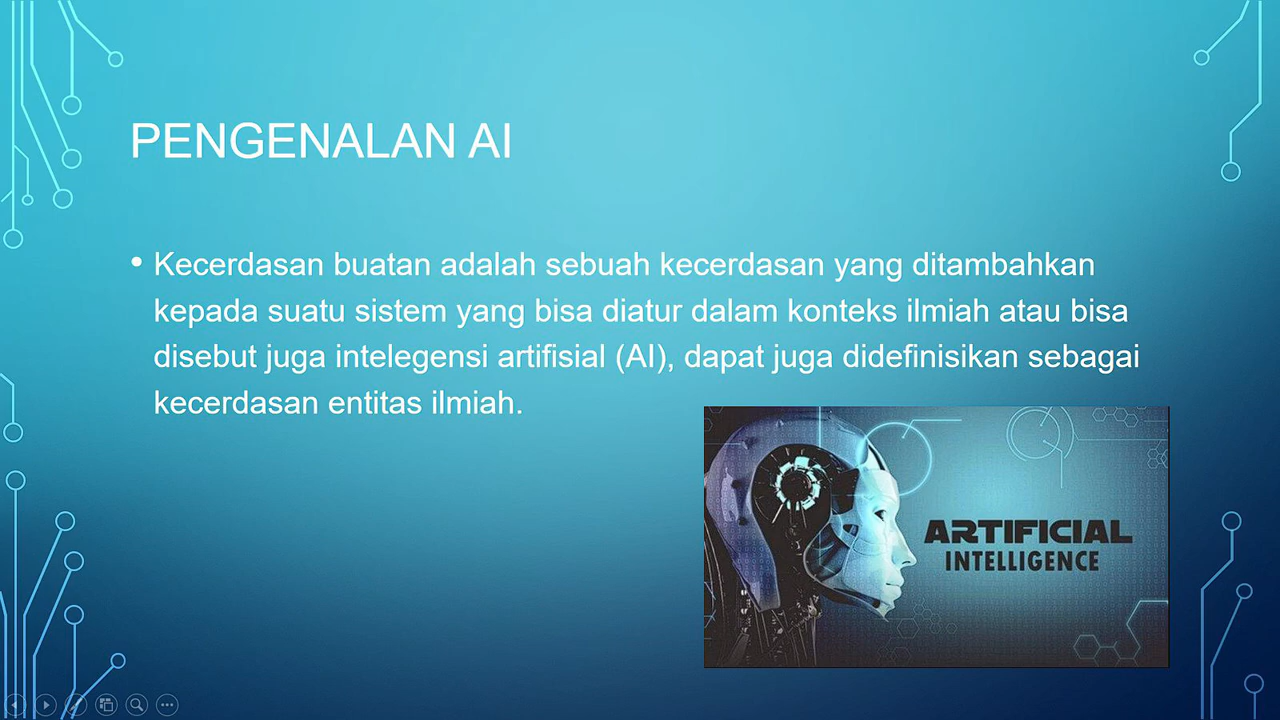 PENGENALAN AI
• Kecerdasan buatan adalah sebuah kecerdasan yang ditambahkan
kepada suatu sistem yang bisa diatur dalam konteks ilmiah atau bisa
disebut juga intelegensi artifisial (AI), dapat juga didefinisikan sebagai
kecerdasan entitas ilmiah.
ARTIFICIAL
INTELLIGENCE